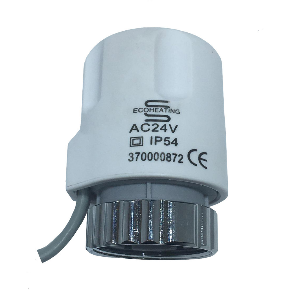 ECOHEATING
AC24V
IP54
370000872 CE